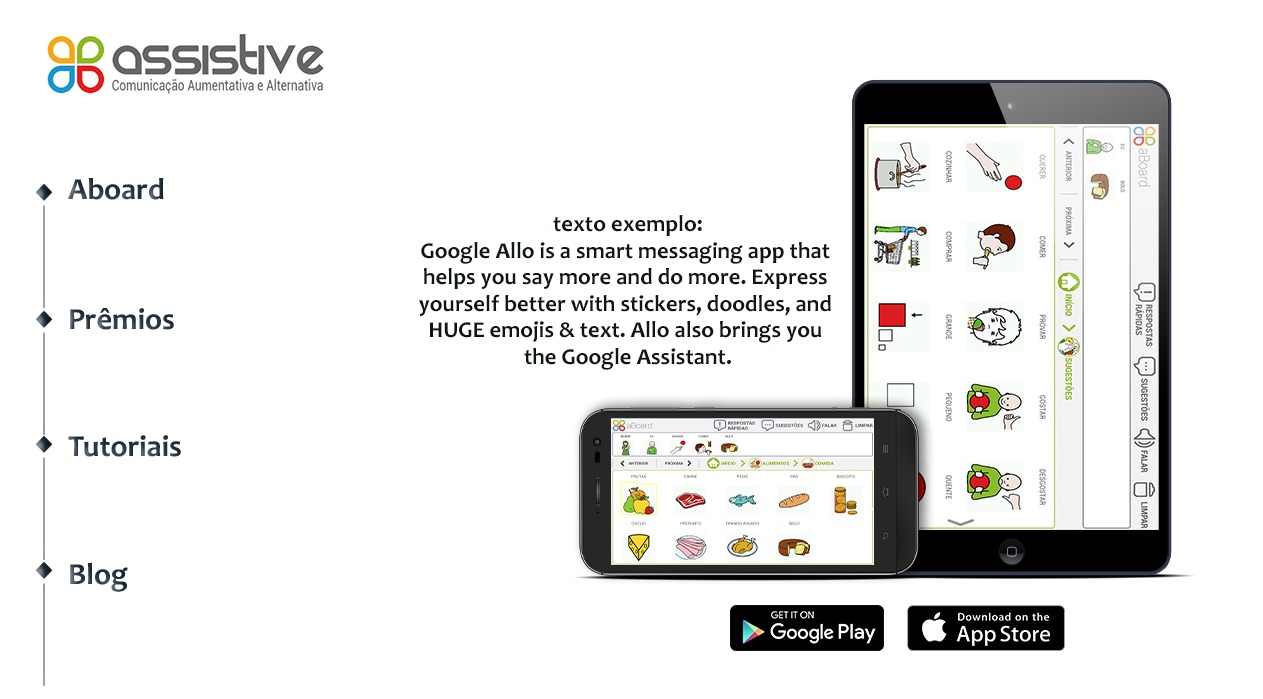 assistive
Comunicação Aumentativa e Alternativa
Aboard
Prêmios
Tutoriais
Blog
texto exemplo:
Google Allo is a smart messaging app that
helps you say more and do more. Express
yourself better with stickers, doodles, and
HUGE emojis & text. Allo also brings you
the Google Assistant.
aBoard
RESPOSTAS
RÁPIDAS
SUGESTÕES
FALAR
LIMPAR
EU
BOLO
ANTERIOR
PRÓXIMA
INÍCIO
SUGESTÕES
QUERER
COMER
PROVAR
GOSTAR
DESGOSTAR
COZINHAR
COMPRAR
GRANDE
PEQUENO
QUENTE
aBoard
RESPOSTAS
RÁPIDAS
SUGESTÕES
FALAR
LIMPAR
EU
QUERER
COMER
BOLO
ANTERIOR
PRÓXIMA
INÍCIO
ALIMENTOS
COMIDA
FRUTAS
CARNE
PEIXE
PÃO
BISCOITO
QUEIJO
PRESUNTO
FRANGO ASSADO
BOLO
GET IT ON
Google Play
Download on the
App Store